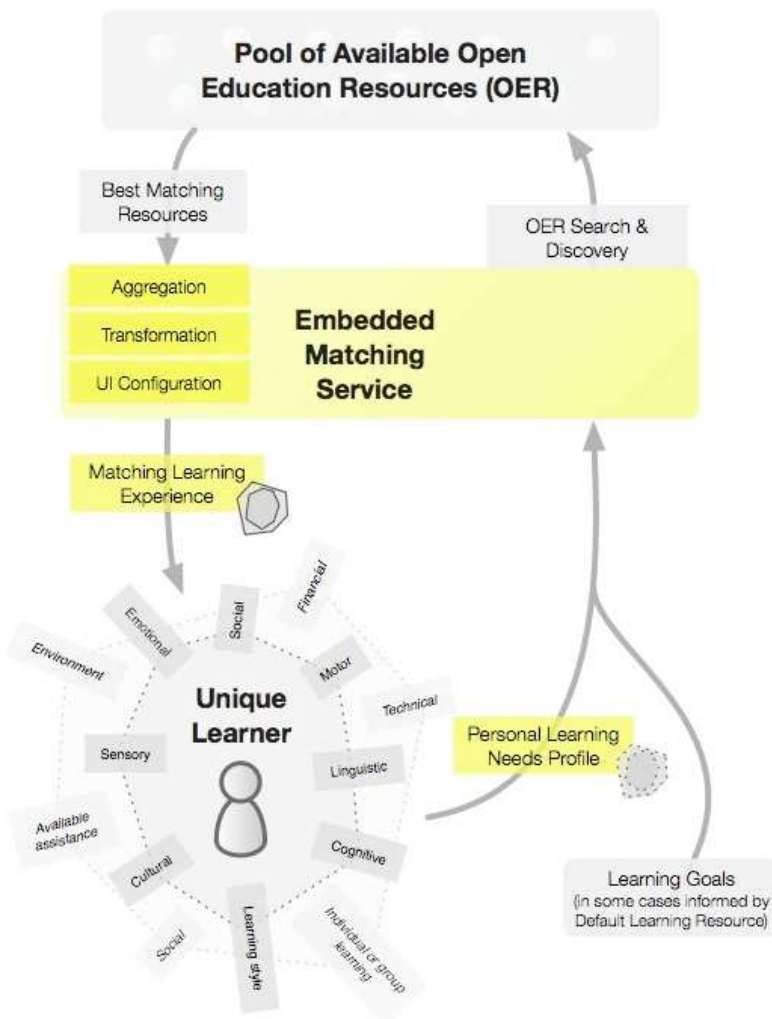 Pool of Available Open
Education Resources (OER)
Best Matching
Resources
OER Search &
Discovery
Aggregation
Transformation
UI Configuration
Embedded
Matching
Service
Matching Learning
Experience
Financial
Social
Emotional
Motor
Environment
Technical
Unique
Learner
Sensory
Linguistic
Personal Learning
Needs Profile
Available
assistance
Cultural
Cognitive
Learning style
Social
Individual or group
learning
Learning Goals
(in some cases informed by
Default Learning Resource)